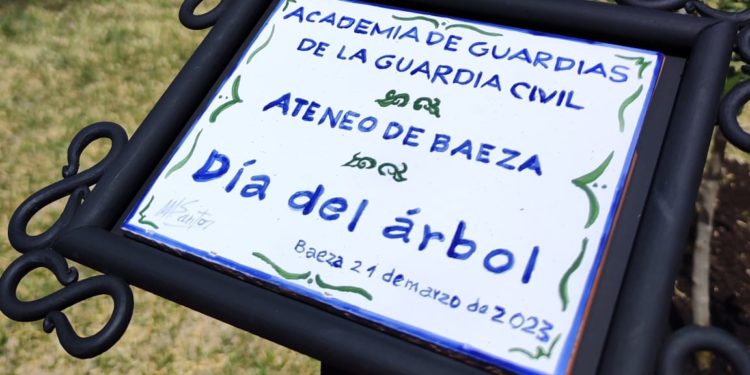 ACADEMIA DE GUARDIAS
DE LA GUARDIA CIVIL
ATENEO DE BAEZA
Día del árbol
Baeza 21 de marzo de 2023